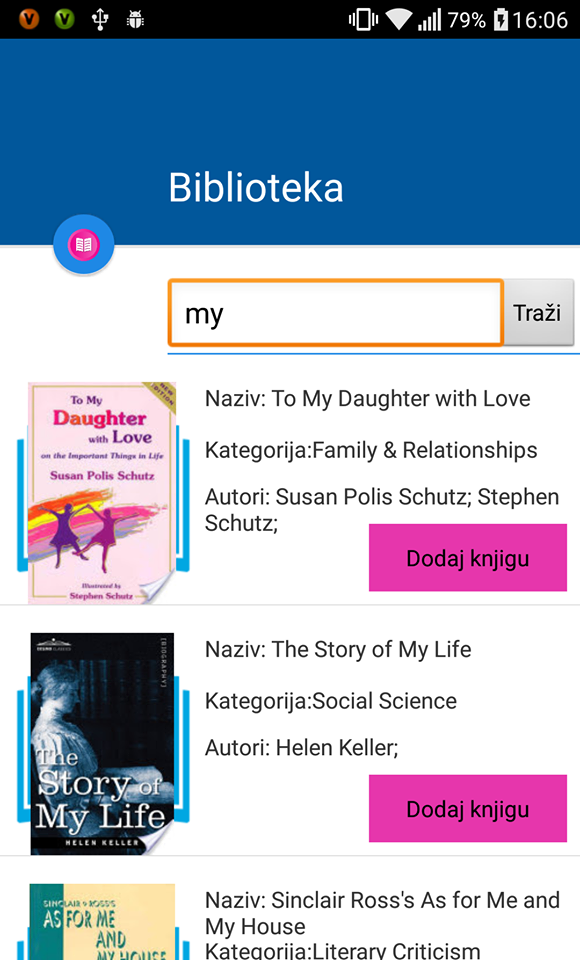 79% 16:06
Biblioteka
my
Traži
NEW EDITION
To My
Daughter
with Love
on the Important Things in Life
Susan Polis Schutz
Illustrated by
Stephen Schutz
Naziv: To My Daughter with Love
Kategorija:Family & Relationships
Autori: Susan Polis Schutz; Stephen
Schutz;
Dodaj knjigu
COSIMO CLASSICS
[BIOGRAPHY]
The
Story of
My Life
HELEN KELLER
Naziv: The Story of My Life
Kategorija:Social Science
Autori: Helen Keller;
Dodaj knjigu
SINCLAIR ROSS'S
AS FOR ME
AND
MY HOUSE
Naziv: Sinclair Ross's As for Me and
My House
Kategorija:Literary Criticism